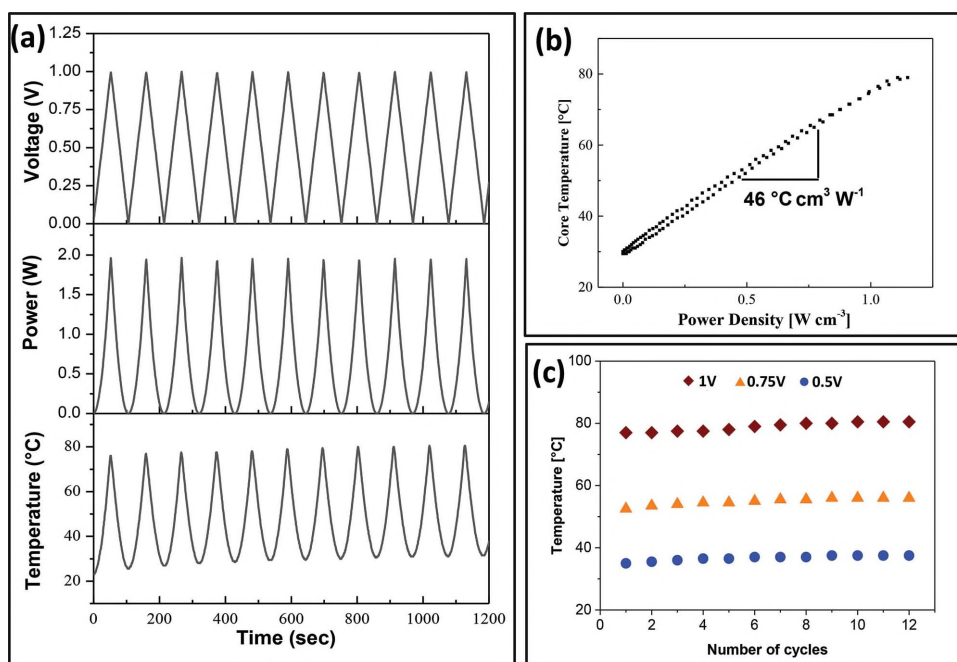 (a)
1.25
1.00
0.75
0.50
0.25
0.00
Voltage (V)
2.0
1.5
1.0
0.5
0.0
Power (W)
80
60
40
20
Temperature (°C)
0 200 400 600 800 1000 1200
Time (sec)
(b)
80
60
40
20
Core Temperature [°C]
46 °C cm³ W⁻¹
0.0 0.5 1.0
Power Density [W cm⁻³]
(c)
100
80
60
40
20
Temperature [°C]
1V 0.75V 0.5V
0 2 4 6 8 10 12
Number of cycles